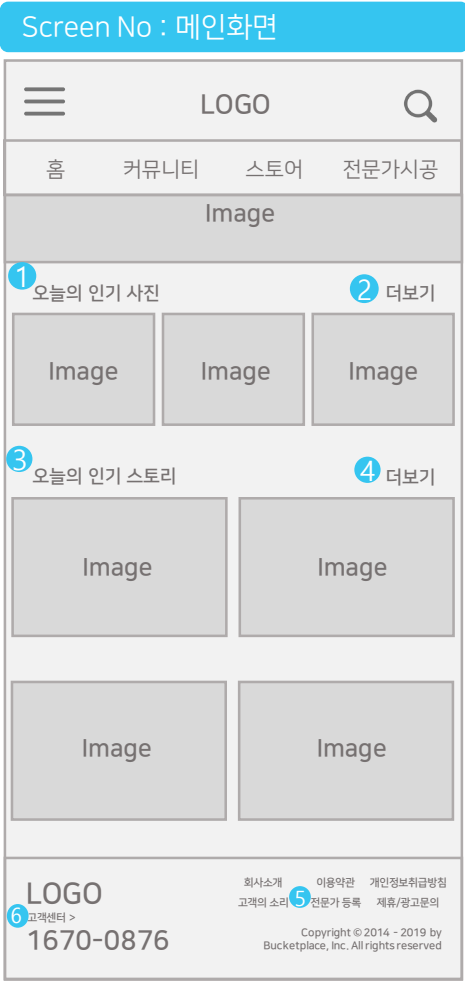 Screen No : 메인화면
LOGO
홈 커뮤니티 스토어 전문가시공
Image
1 오늘의 인기 사진 2 더보기
Image Image Image
3 오늘의 인기 스토리 4 더보기
Image Image
Image Image
회사소개 이용약관 개인정보취급방침
LOGO
고객의 소리 5 전문가 등록 제휴/광고문의
6 고객센터 >
1670-0876
Copyright © 2014 - 2019 by
Bucketplace, Inc. All rights reserved